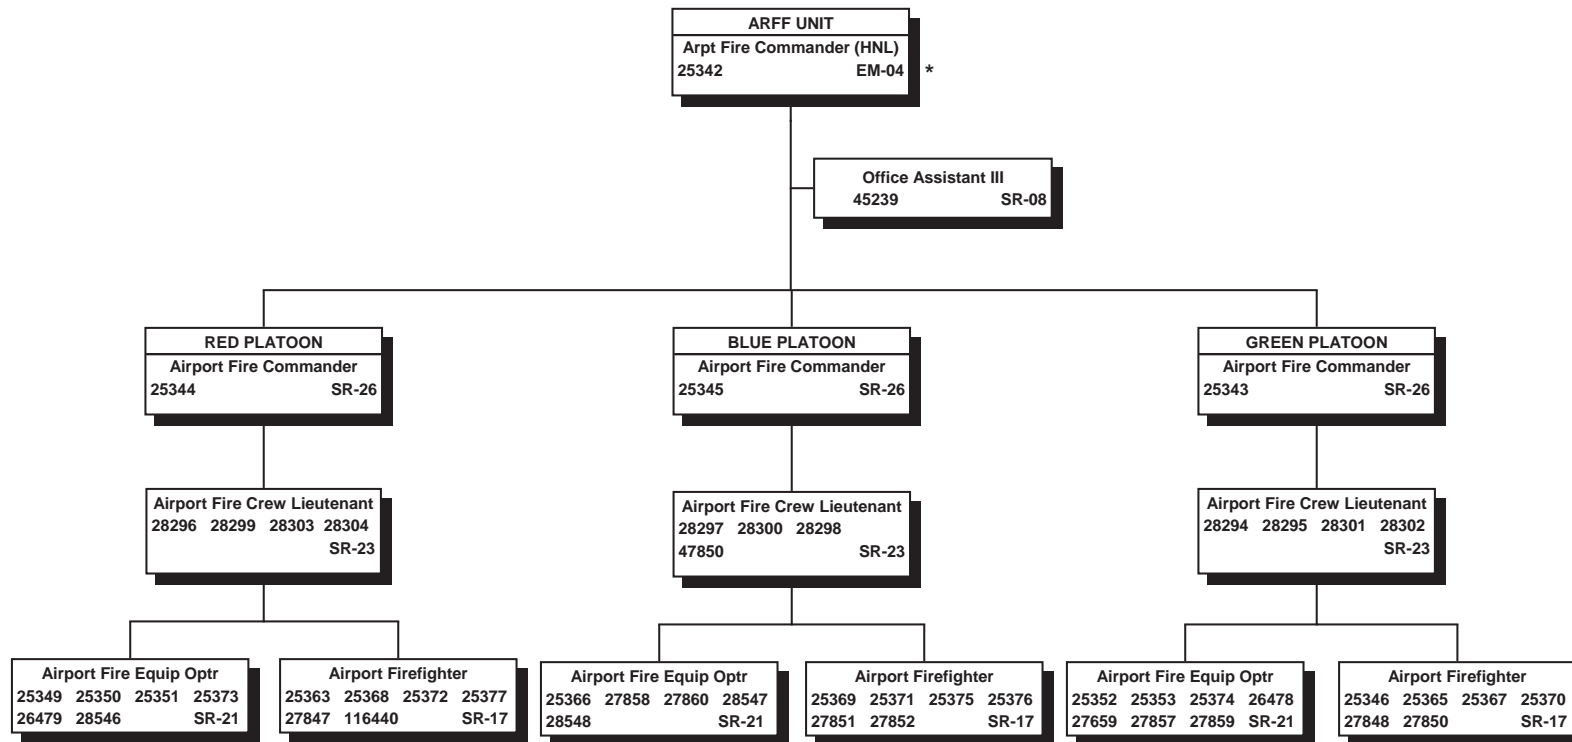 ARFF UNIT
Arpt Fire Commander (HNL)
25342 EM-04 *
Office Assistant III
45239 SR-08
RED PLATOON
Airport Fire Commander
25344 SR-26
BLUE PLATOON
Airport Fire Commander
25345 SR-26
GREEN PLATOON
Airport Fire Commander
25343 SR-26
Airport Fire Crew Lieutenant
28296 28299 28303 28304
SR-23
Airport Fire Crew Lieutenant
28297 28300 28298
47850 SR-23
Airport Fire Crew Lieutenant
28294 28295 28301 28302
SR-23
Airport Fire Equip Optr
25349 25350 25351 25373
26479 28546 SR-21
Airport Firefighter
25363 25368 25372 25377
27847 116440 SR-17
Airport Fire Equip Optr
25366 27858 27860 28547
28548 SR-21
Airport Firefighter
25369 25371 25375 25376
27851 27852 SR-17
Airport Fire Equip Optr
25352 25353 25374 26478
27659 27857 27859 SR-21
Airport Firefighter
25346 25365 25367 25370
27848 27850 SR-17